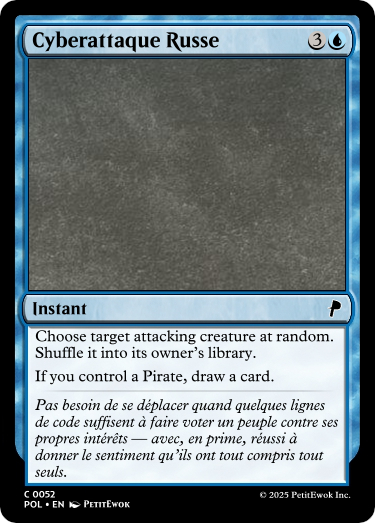 Cyberattaque Russe
3
Instant
Choose target attacking creature at random.
Shuffle it into its owner's library.
If you control a Pirate, draw a card.
Pas besoin de se déplacer quand quelques lignes
de code suffisent à faire voter un peuple contre ses
propres intérêts — avec, en prime, réussi à
donner le sentiment qu'ils ont tout compris tout
seuls.
C 0052
POL • EN PetitEwok
© 2025 PetitEwok Inc.